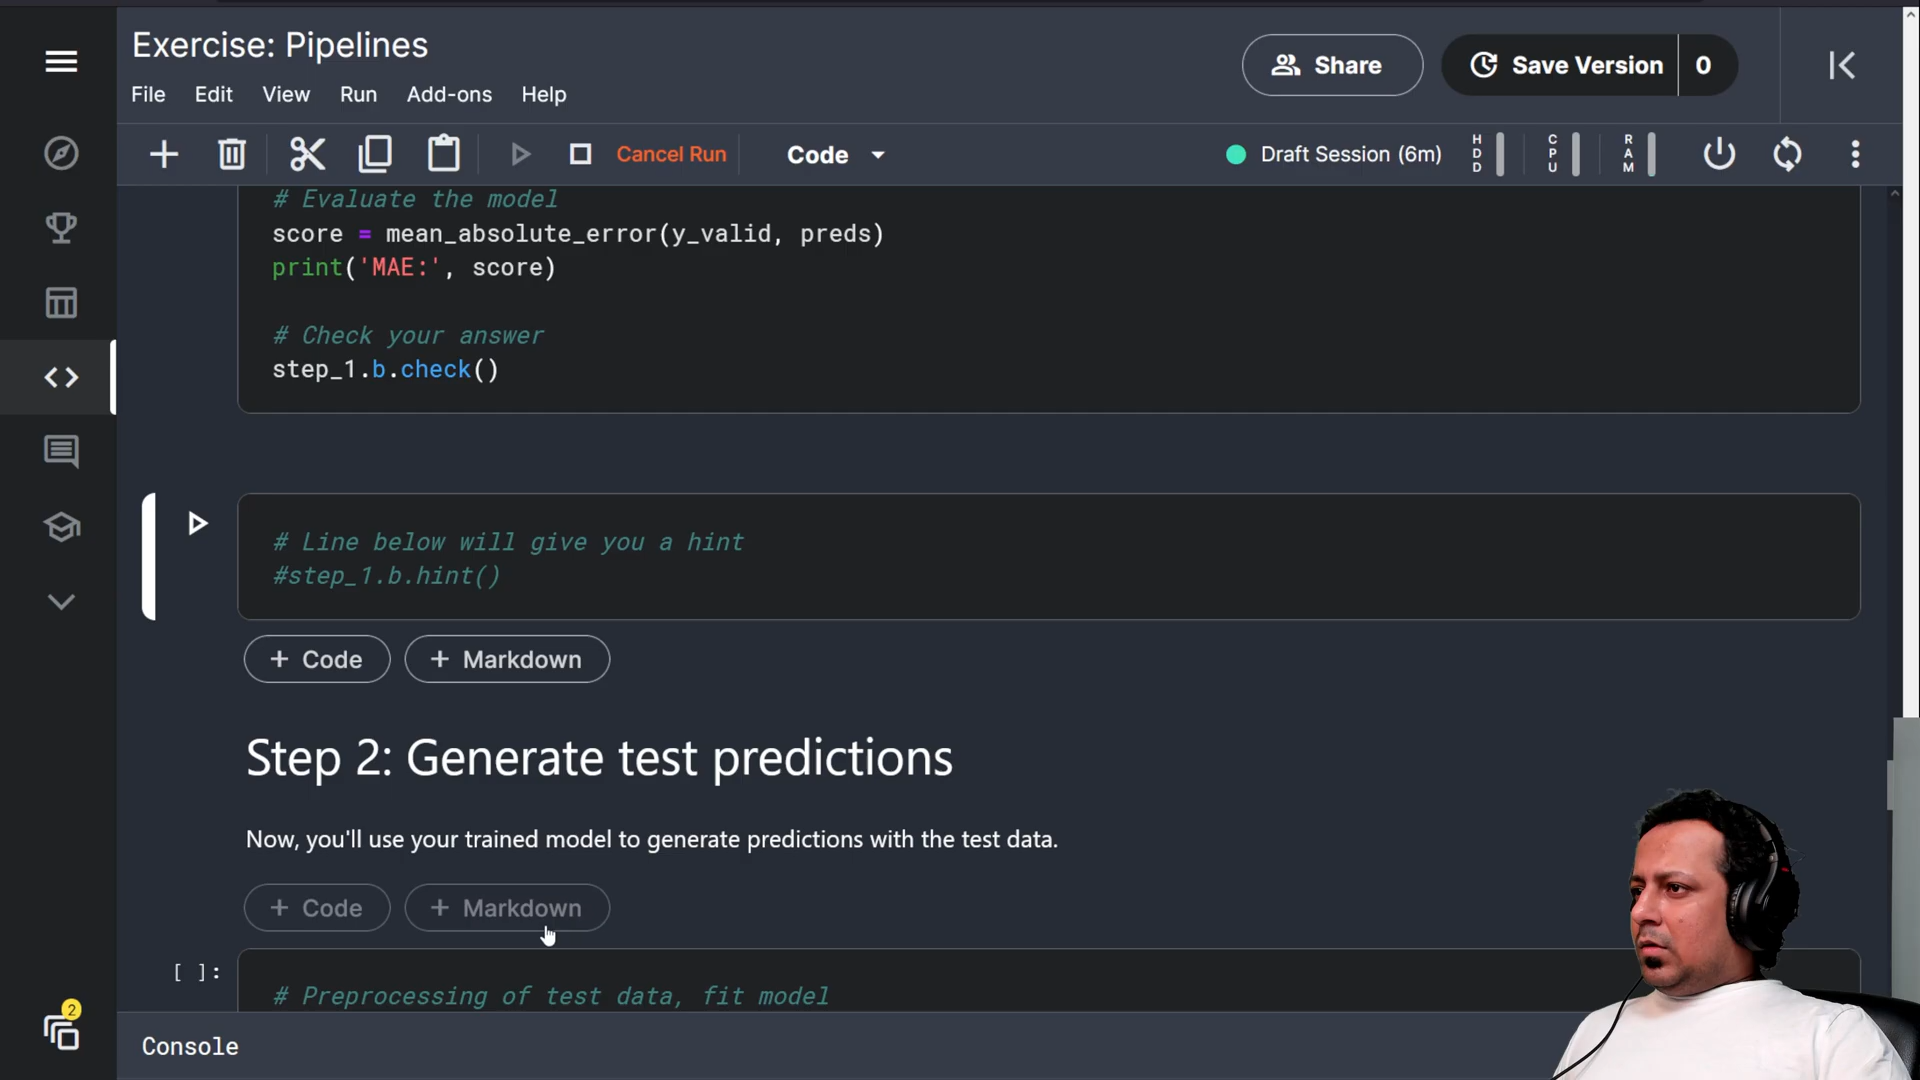 Exercise: Pipelines
File Edit View Run Add-ons Help
Share
Save Version 0
Cancel Run
Code
Draft Session (6m)
HDD
CPU
RAM
# Evaluate the model
score = mean_absolute_error(y_valid, preds)
print('MAE:', score)
# Check your answer
step_1.b.check()
# Line below will give you a hint
#step_1.b.hint()
+ Code + Markdown
Step 2: Generate test predictions
Now, you'll use your trained model to generate predictions with the test data.
+ Code + Markdown
[ ]:
# Preprocessing of test data, fit model
2
Console